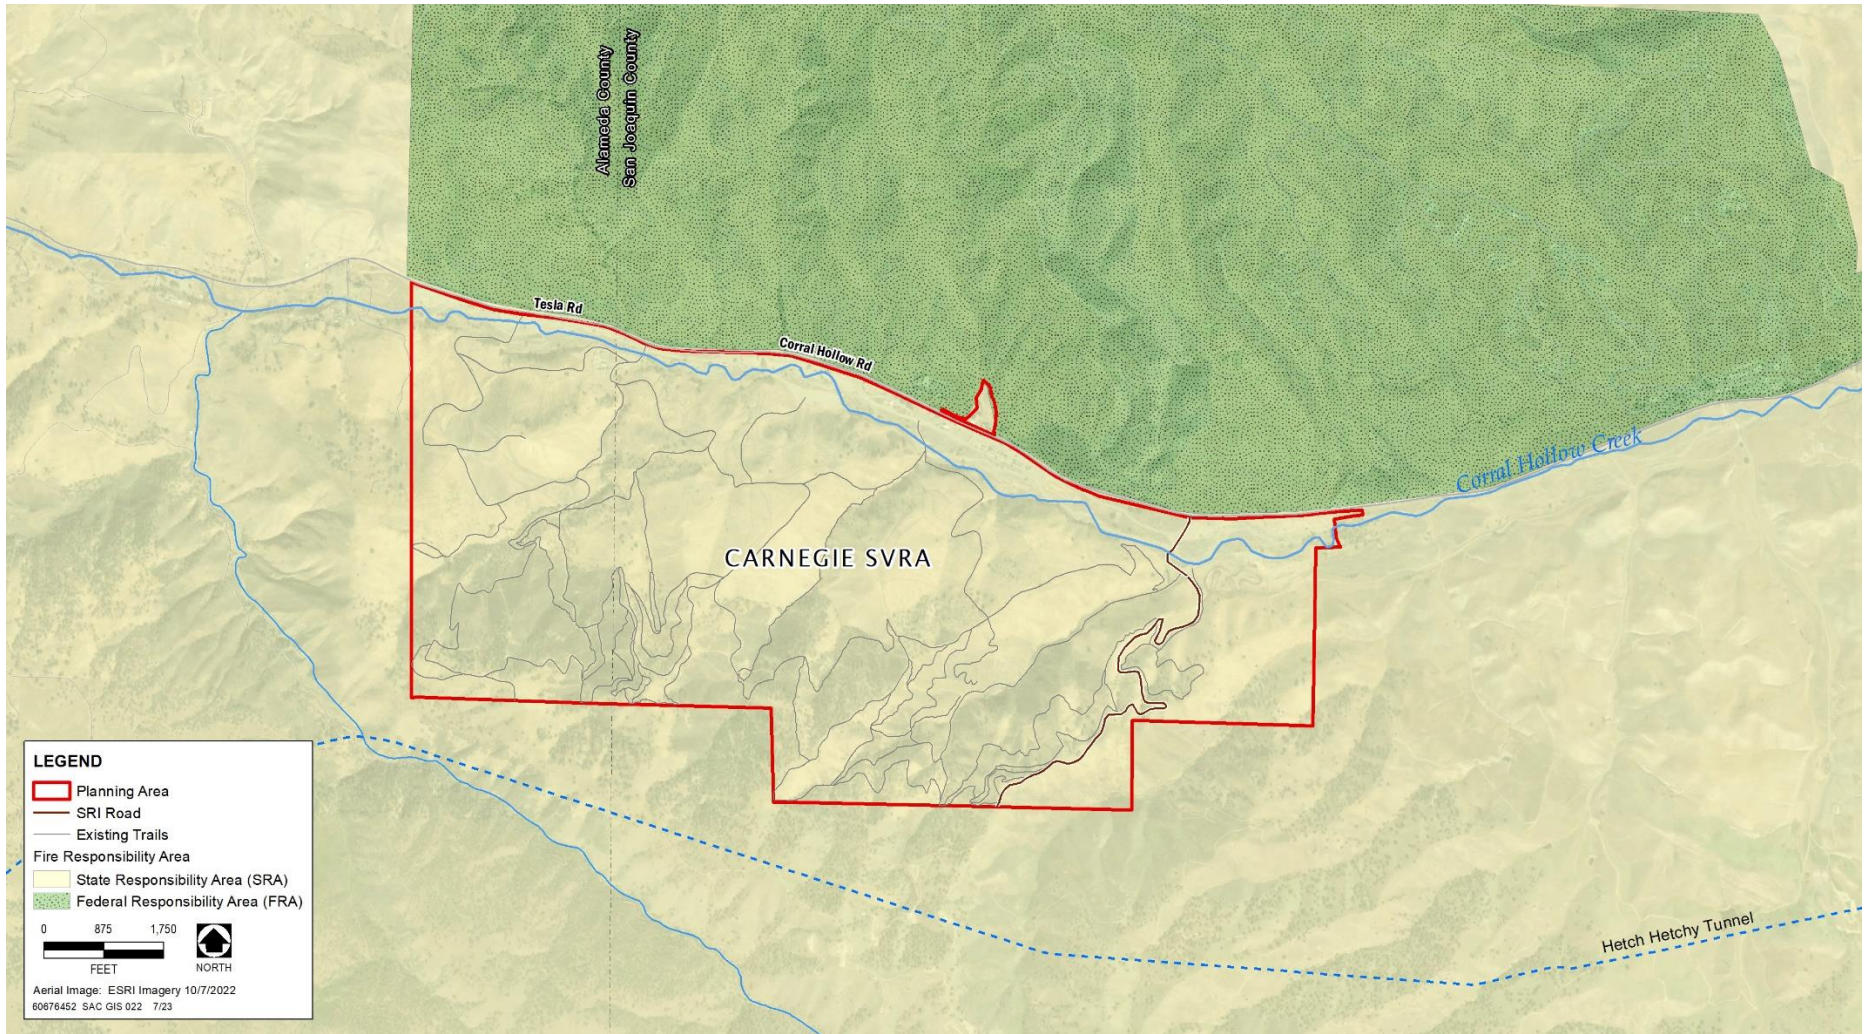 Alameda County
San Joaquin County
Tesla Rd
Corral Hollow Rd
Corral Hollow Creek
CARNEGIE SVRA
Hetch Hetchy Tunnel
LEGEND
Planning Area
SRI Road
Existing Trails
Fire Responsibility Area
State Responsibility Area (SRA)
Federal Responsibility Area (FRA)
0 875 1,750
FEET
NORTH
Aerial Image: ESRI Imagery 10/7/2022
60676452 SAC GIS 022 7/23